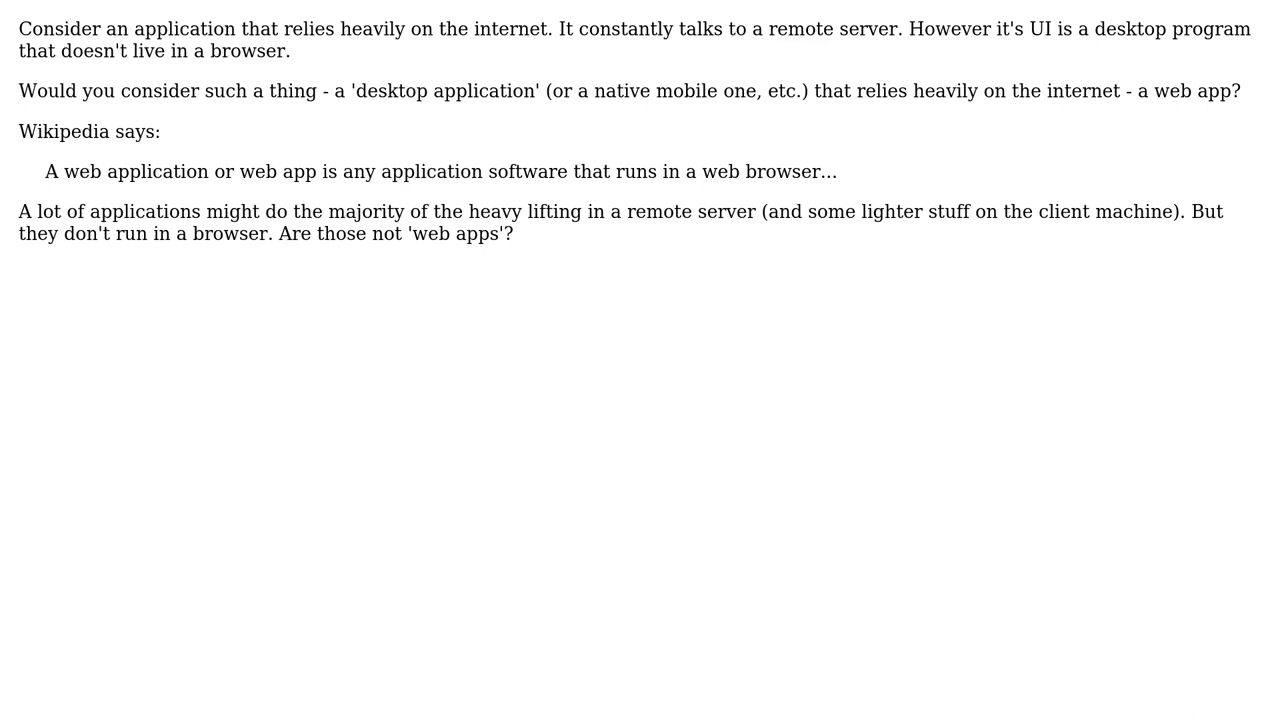 Consider an application that relies heavily on the internet. It constantly talks to a remote server. However it's UI is a desktop program
that doesn't live in a browser.
Would you consider such a thing - a 'desktop application' (or a native mobile one, etc.) that relies heavily on the internet - a web app?
Wikipedia says:
A web application or web app is any application software that runs in a web browser...
A lot of applications might do the majority of the heavy lifting in a remote server (and some lighter stuff on the client machine). But
they don't run in a browser. Are those not 'web apps'?